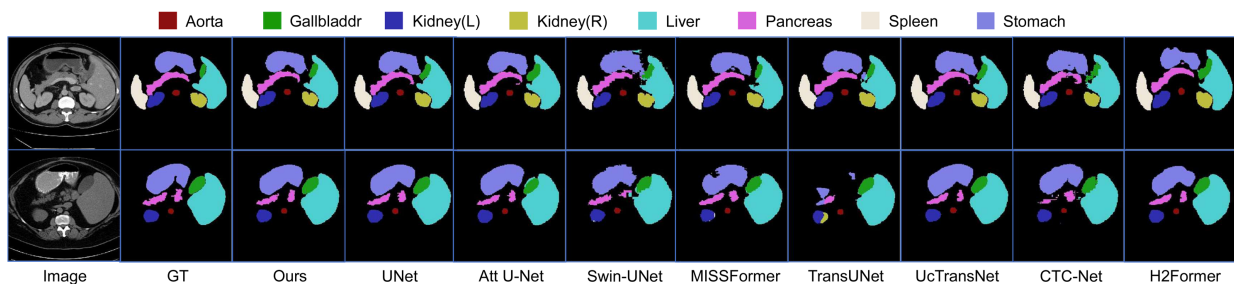 Aorta Gallbladdr Kidney(L) Kidney(R) Liver Pancreas Spleen Stomach
Image GT Ours UNet Att U-Net Swin-UNet MISSFormer TransUNet UcTransNet CTC-Net H2Former